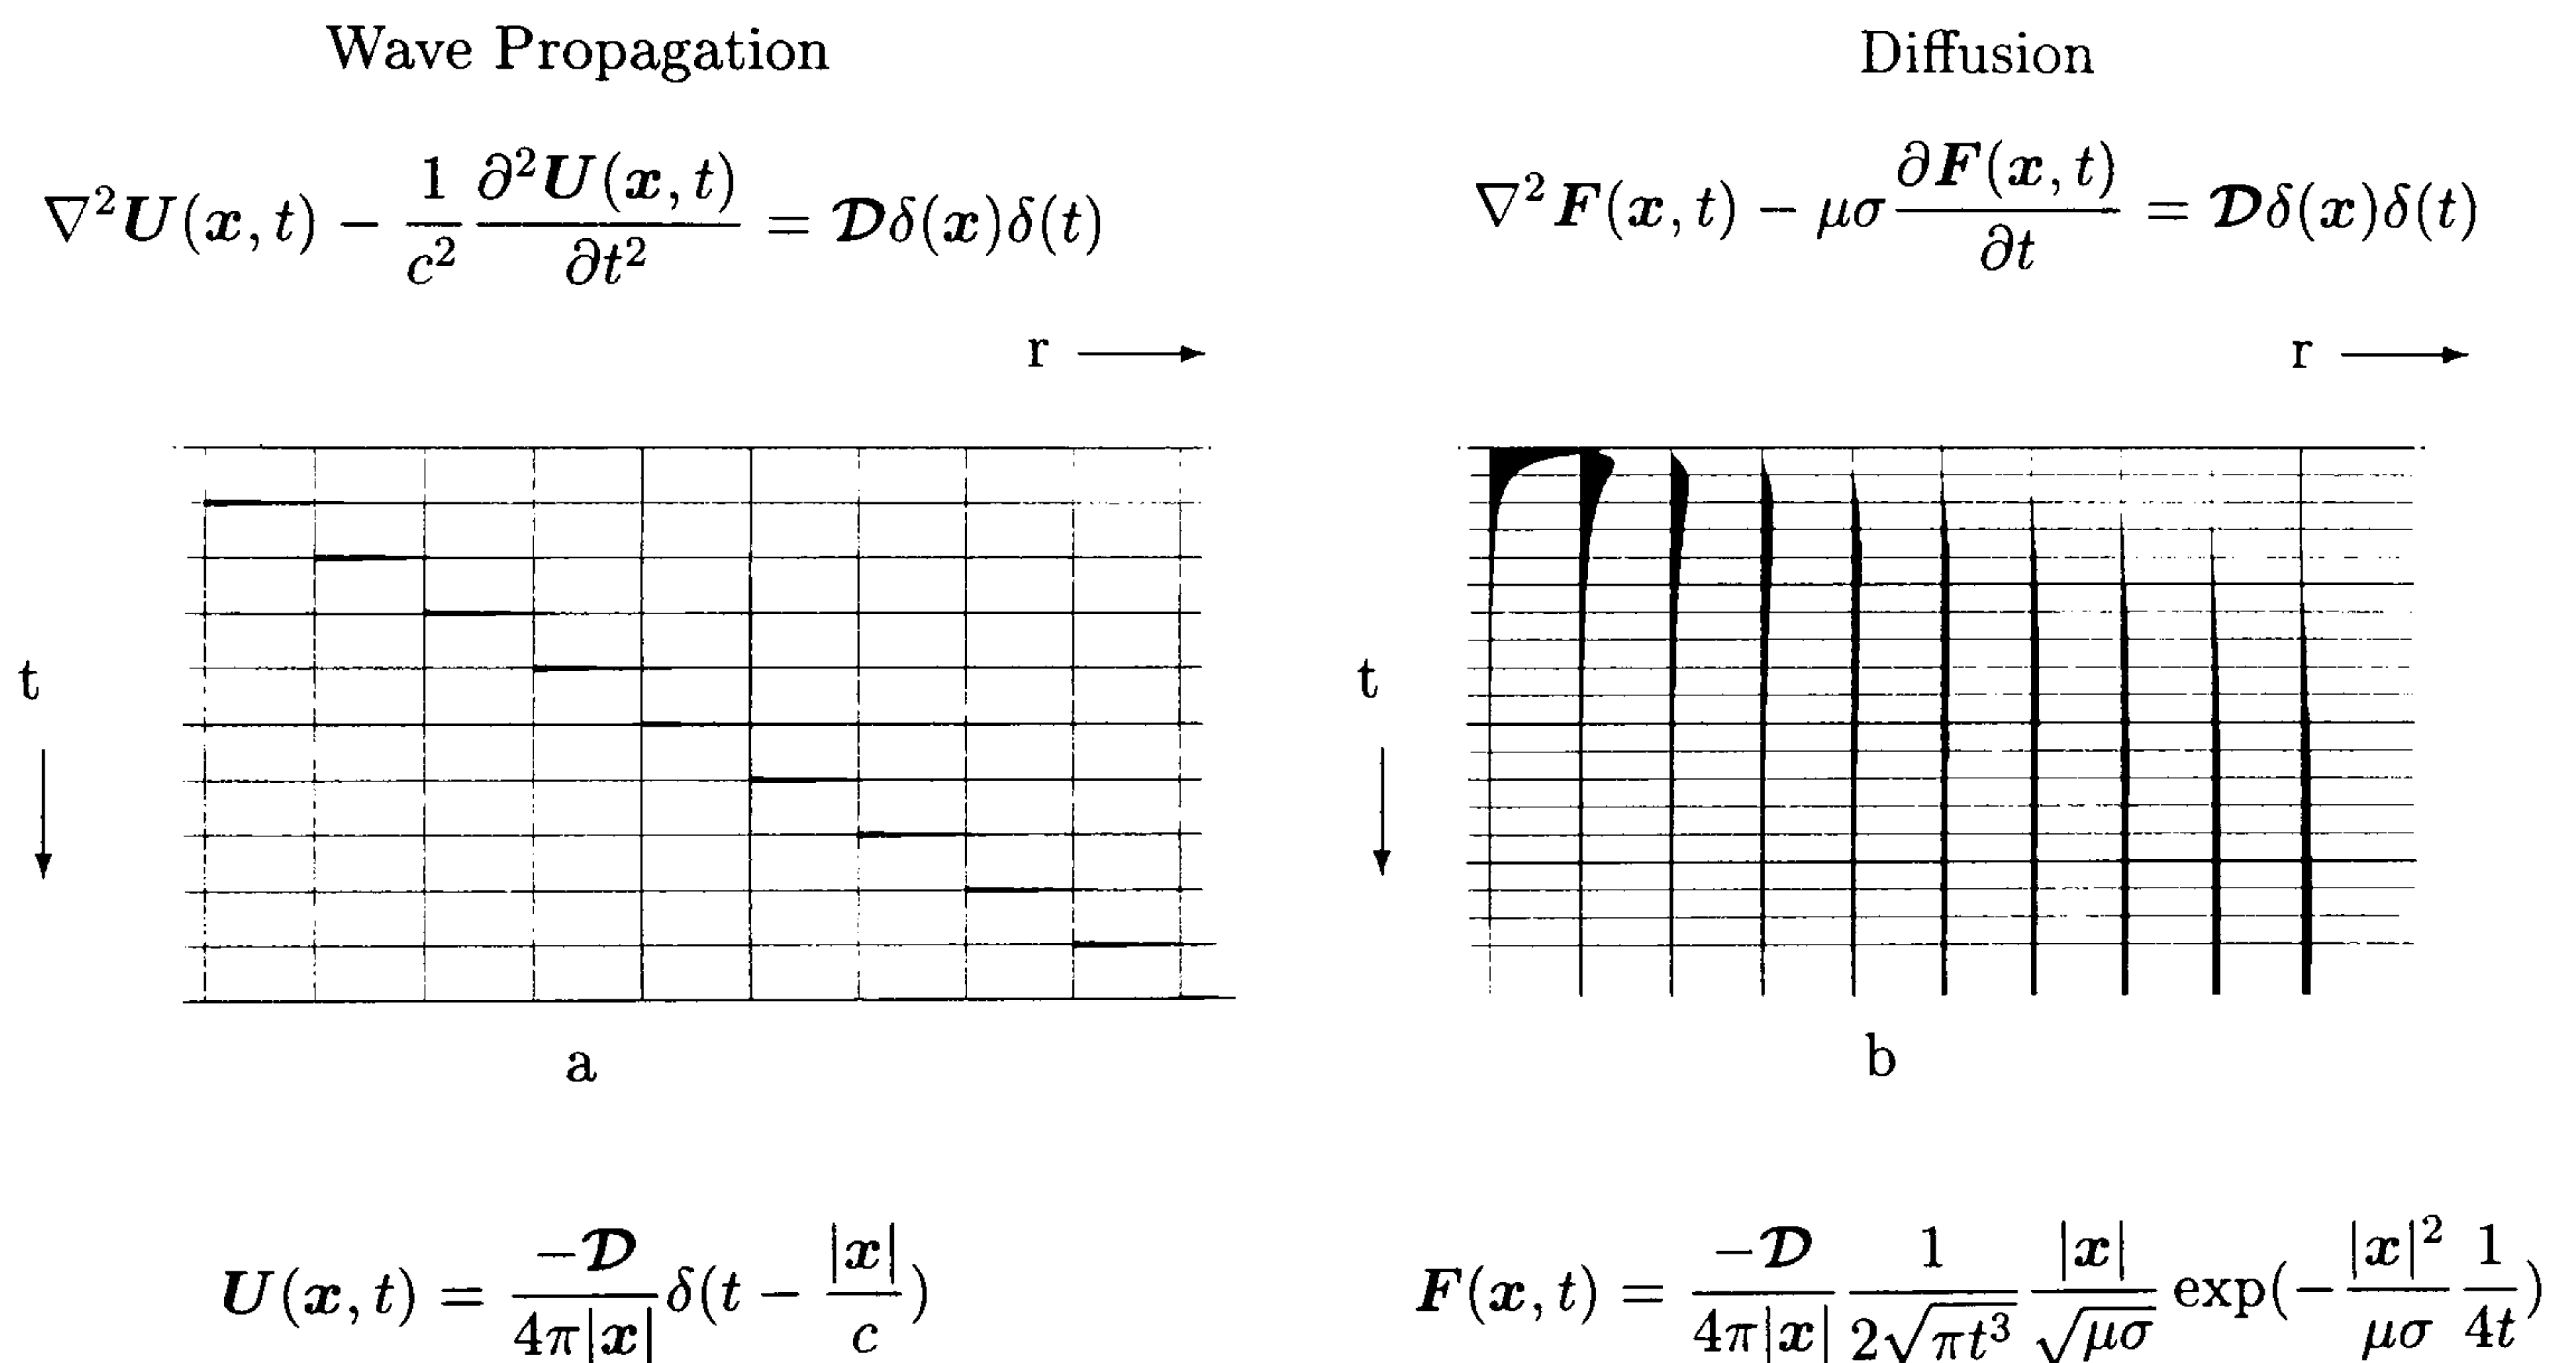 Wave Propagation
∇²U(x, t) − 1/c² ∂²U(x, t)/∂t² = 𝓓δ(x)δ(t)
r
t
a
U(x, t) = −𝓓/4π|x| δ(t − |x|/c)
Diffusion
∇²F(x, t) − μσ ∂F(x, t)/∂t = 𝓓δ(x)δ(t)
r
t
b
F(x, t) = −𝓓/4π|x| 1/2√πt³ |x|/√μσ exp(−|x|²/μσ 1/4t)